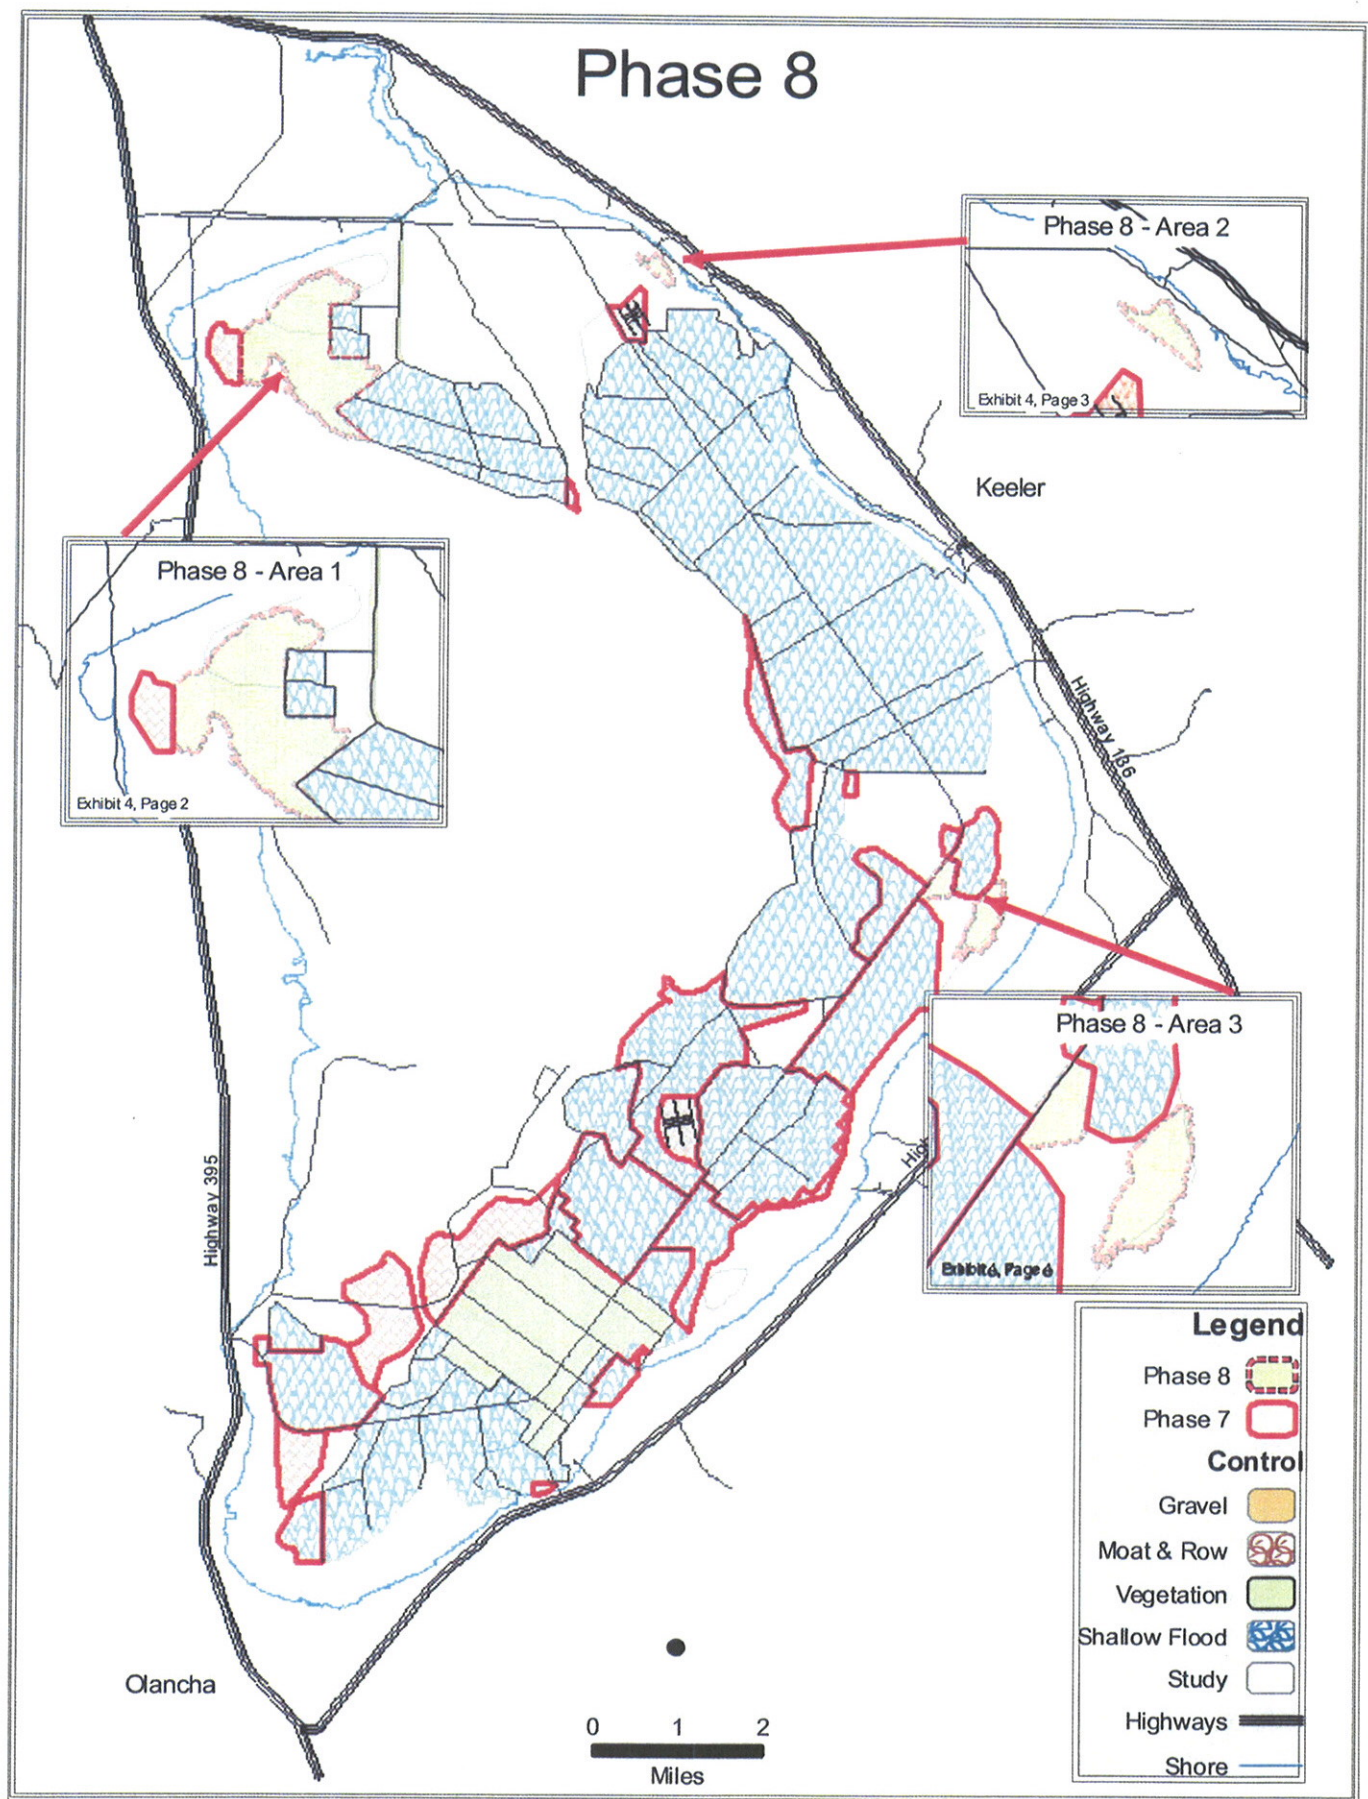 Phase 8
Phase 8 - Area 2
Exhibit 4, Page 3
Keeler
Phase 8 - Area 1
Exhibit 4, Page 2
Highway 136
Phase 8 - Area 3
Highway 395
Legend
Phase 8
Phase 7
Control
Gravel
Moat & Row
Vegetation
Shallow Flood
Study
Highways
Shore
Olancha
0 1 2
Miles